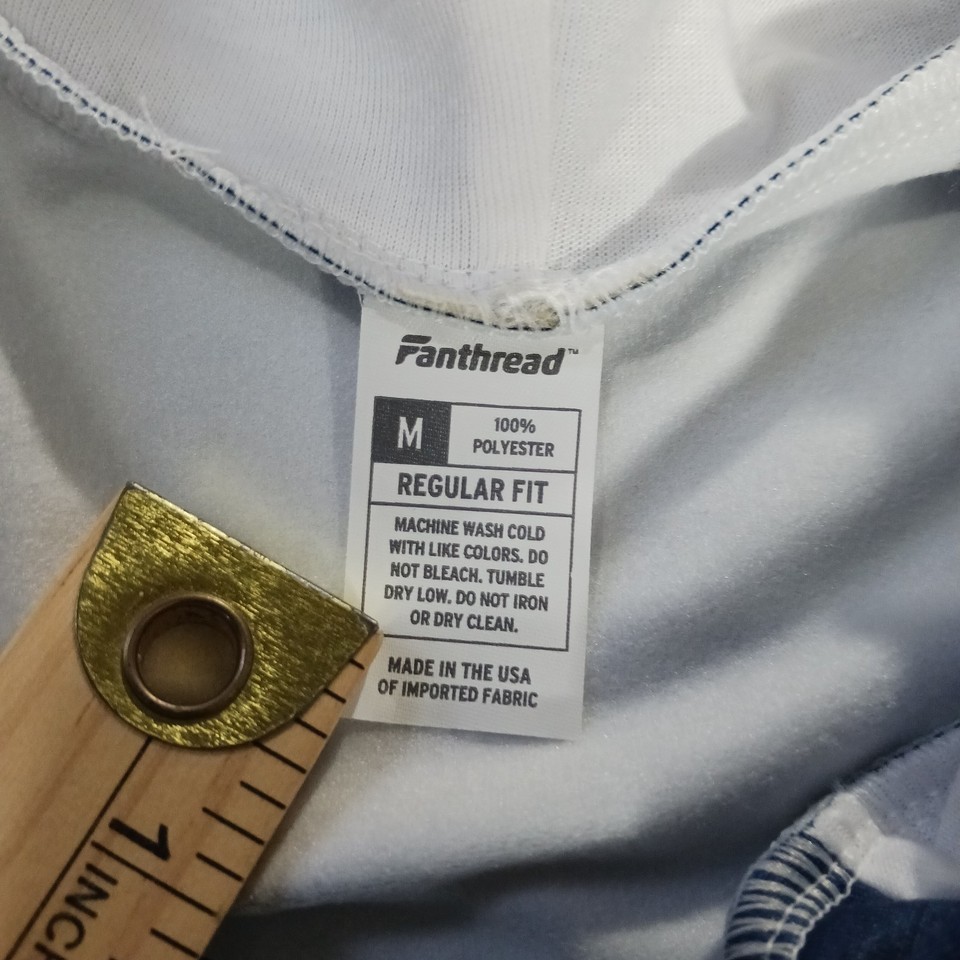 Fanthread™
M
100%
POLYESTER
REGULAR FIT
MACHINE WASH COLD
WITH LIKE COLORS. DO
NOT BLEACH. TUMBLE
DRY LOW. DO NOT IRON
OR DRY CLEAN.
MADE IN THE USA
OF IMPORTED FABRIC
1
INCH